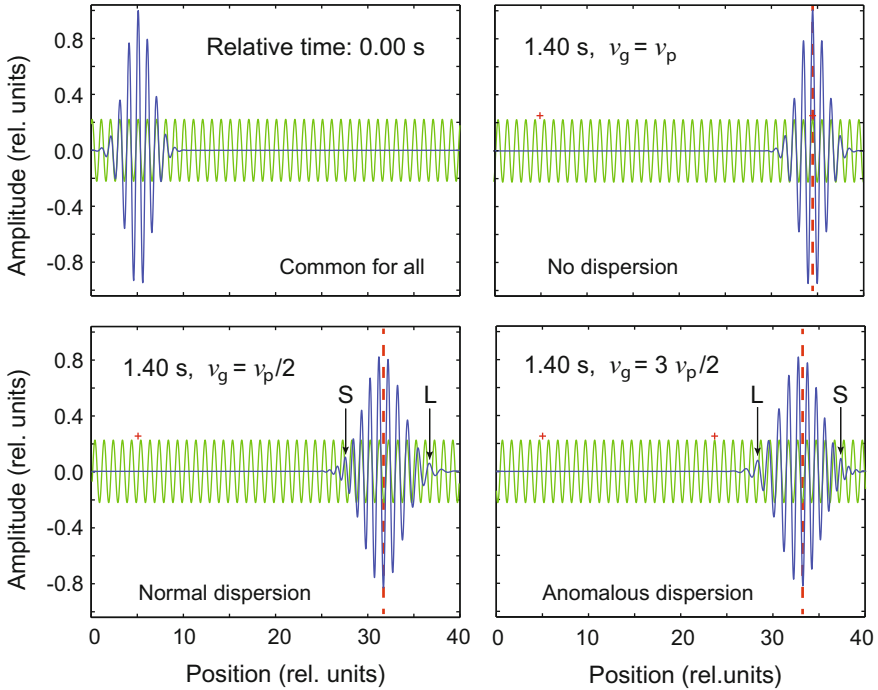 Amplitude (rel. units)
0.8
0.4
0.0
-0.4
-0.8
Relative time: 0.00 s
Common for all
1.40 s, vg = vp
No dispersion
Amplitude (rel. units)
0.8
0.4
0.0
-0.4
-0.8
1.40 s, vg = vp/2
S
L
Normal dispersion
0 10 20 30 40
Position (rel. units)
1.40 s, vg = 3 vp/2
L
S
Anomalous dispersion
0 10 20 30 40
Position (rel.units)